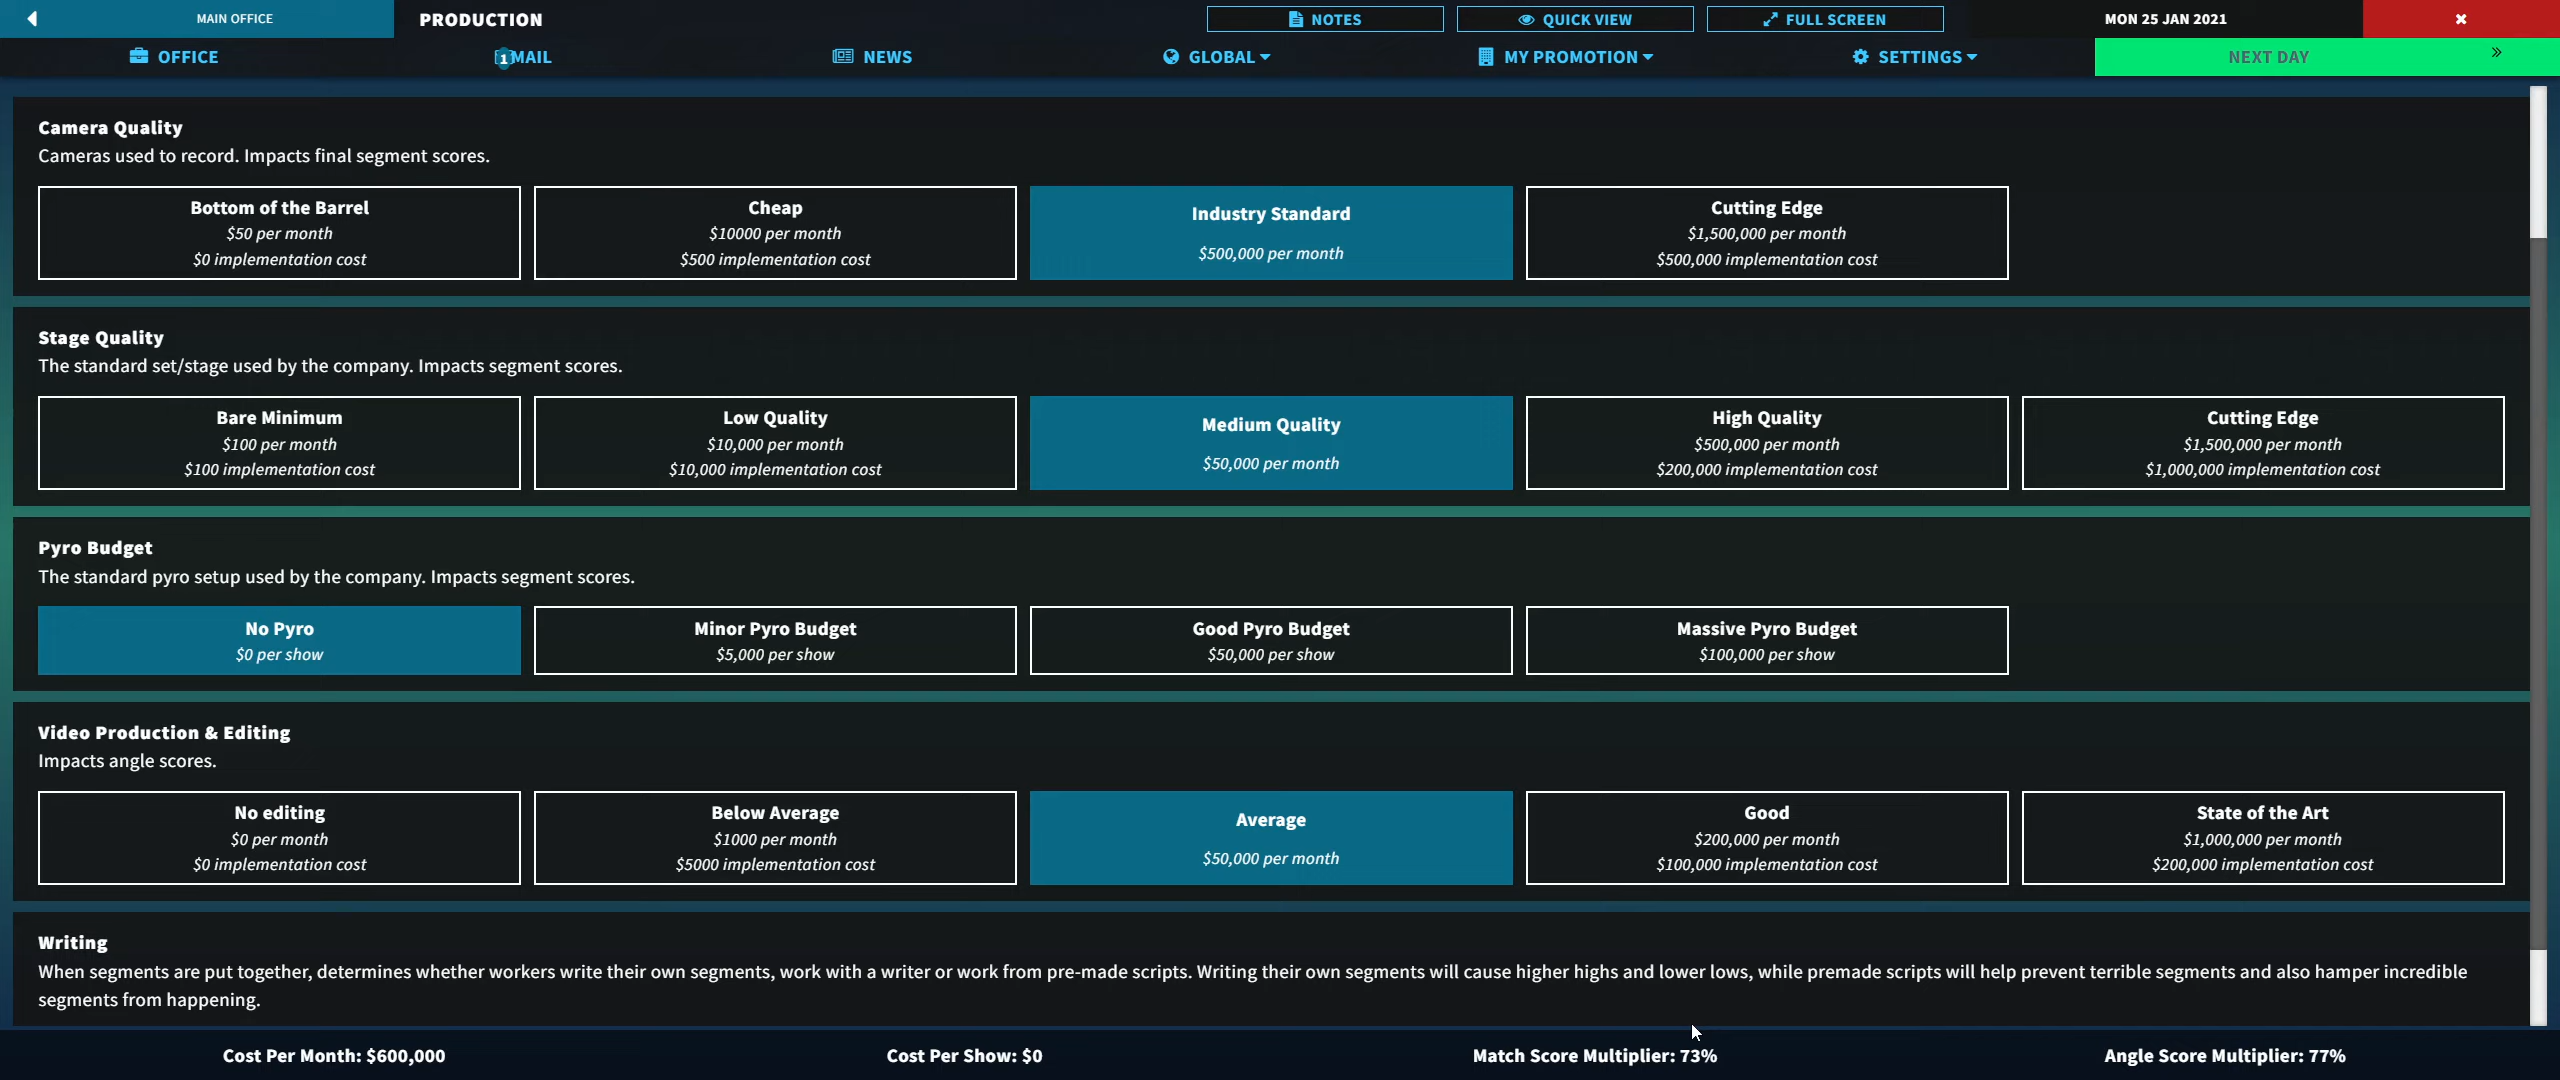 MAIN OFFICE
PRODUCTION
NOTES
QUICK VIEW
FULL SCREEN
MON 25 JAN 2021
OFFICE
1
MAIL
NEWS
GLOBAL
MY PROMOTION
SETTINGS
NEXT DAY
Camera Quality
Cameras used to record. Impacts final segment scores.
Bottom of the Barrel
$50 per month
$0 implementation cost
Cheap
$10000 per month
$500 implementation cost
Industry Standard
$500,000 per month
Cutting Edge
$1,500,000 per month
$500,000 implementation cost
Stage Quality
The standard set/stage used by the company. Impacts segment scores.
Bare Minimum
$100 per month
$100 implementation cost
Low Quality
$10,000 per month
$10,000 implementation cost
Medium Quality
$50,000 per month
High Quality
$500,000 per month
$200,000 implementation cost
Cutting Edge
$1,500,000 per month
$1,000,000 implementation cost
Pyro Budget
The standard pyro setup used by the company. Impacts segment scores.
No Pyro
$0 per show
Minor Pyro Budget
$5,000 per show
Good Pyro Budget
$50,000 per show
Massive Pyro Budget
$100,000 per show
Video Production & Editing
Impacts angle scores.
No editing
$0 per month
$0 implementation cost
Below Average
$1000 per month
$5000 implementation cost
Average
$50,000 per month
Good
$200,000 per month
$100,000 implementation cost
State of the Art
$1,000,000 per month
$200,000 implementation cost
Writing
When segments are put together, determines whether workers write their own segments, work with a writer or work from pre-made scripts. Writing their own segments will cause higher highs and lower lows, while premade scripts will help prevent terrible segments and also hamper incredible
segments from happening.
Cost Per Month: $600,000
Cost Per Show: $0
Match Score Multiplier: 73%
Angle Score Multiplier: 77%